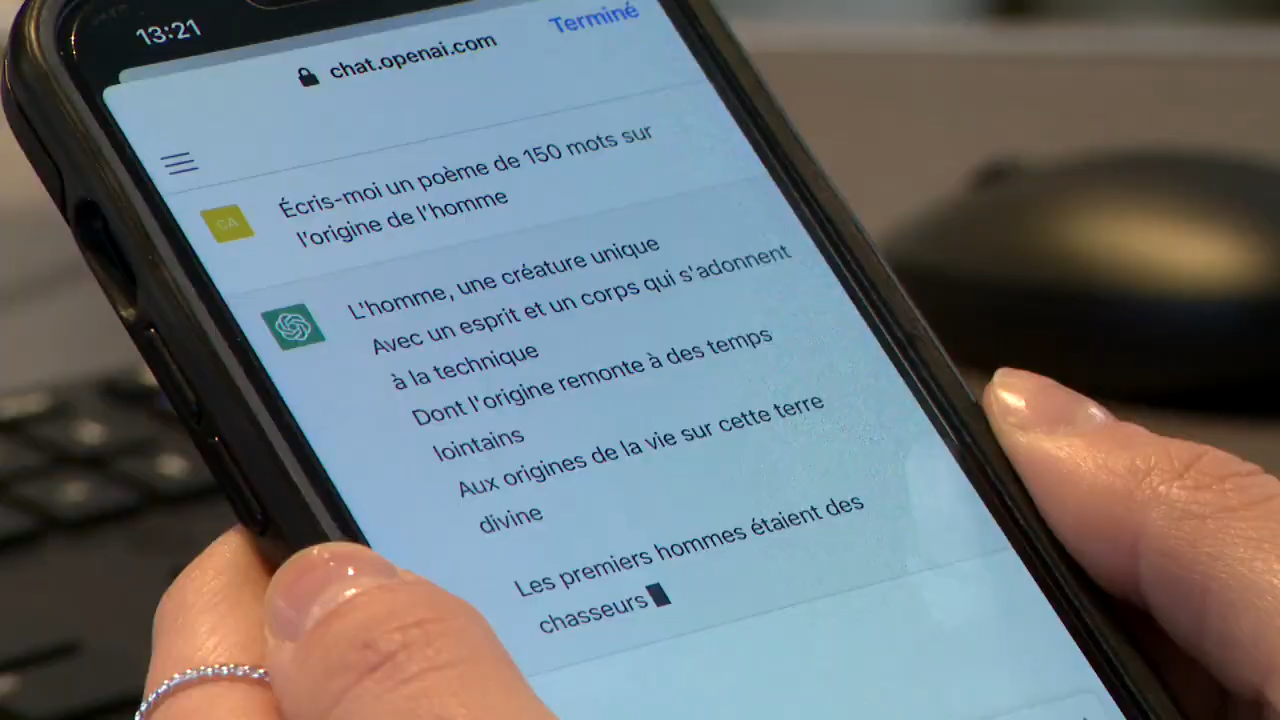 13:21
Terminé
chat.openai.com
CA
Écris-moi un poème de 150 mots sur
l'origine de l'homme
L'homme, une créature unique
Avec un esprit et un corps qui s'adonnent
à la technique
Dont l'origine remonte à des temps
lointains
Aux origines de la vie sur cette terre
divine
Les premiers hommes étaient des
chasseurs